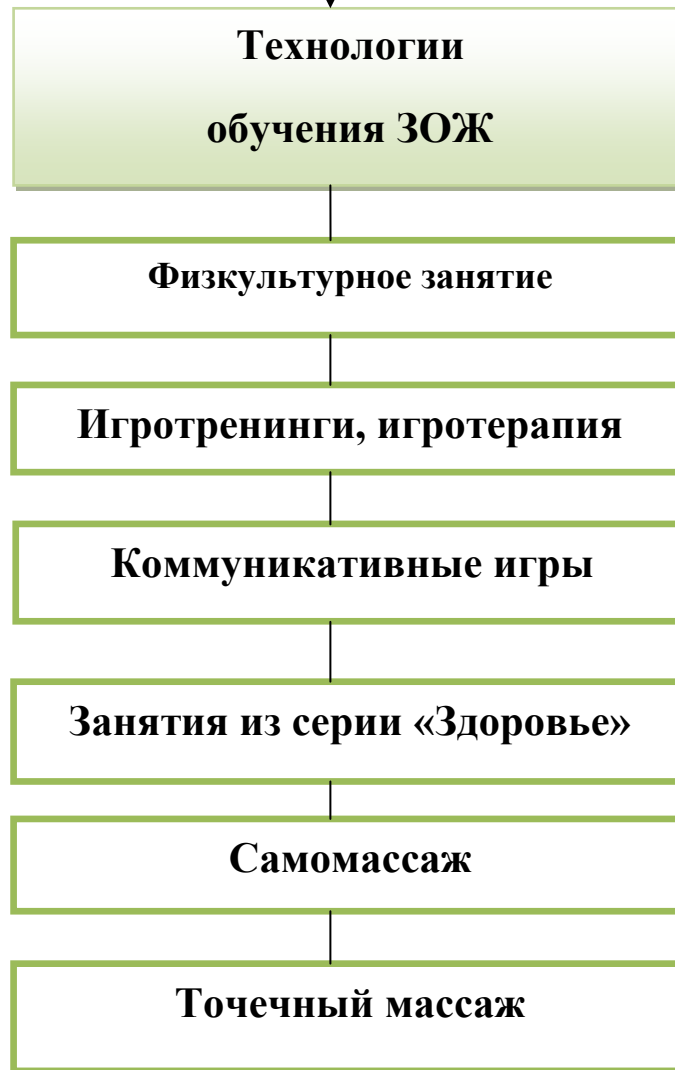 Технологии
обучения ЗОЖ
Физкультурное занятие
Игротренинги, игротерапия
Коммуникативные игры
Занятия из серии «Здоровье»
Самомассаж
Точечный массаж